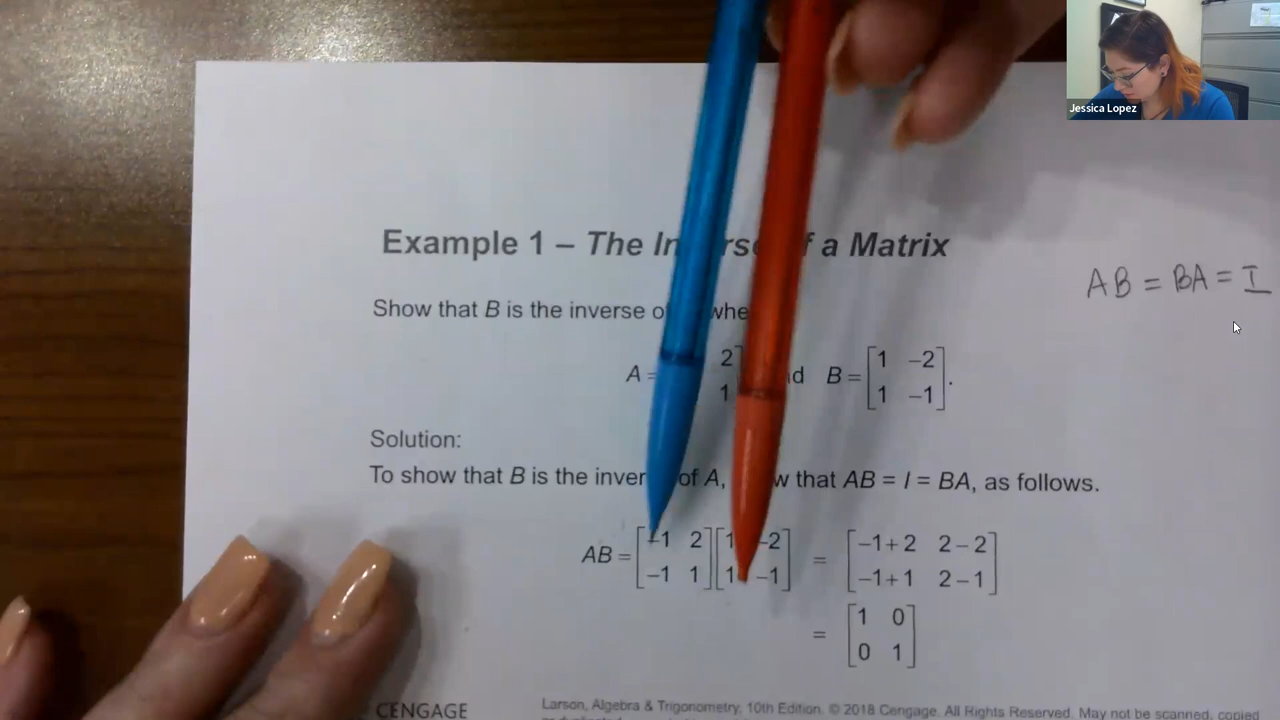 Jessica Lopez
Example 1 – The In rs f a Matrix
AB = BA = I
Show that B is the inverse o whe
A = 2 d B = [1 -2]
1 [1 -1].
Solution:
To show that B is the inver of A, w that AB = I = BA, as follows.
AB = [-1 2] [1 -2] = [-1+2 2-2]
[-1 1] [1 -1] [-1+1 2-1]
= [1 0]
[0 1]
CENGAGE
Larson, Algebra & Trigonometry, 10th Edition. © 2018 Cengage. All Rights Reserved. May not be scanned, copied